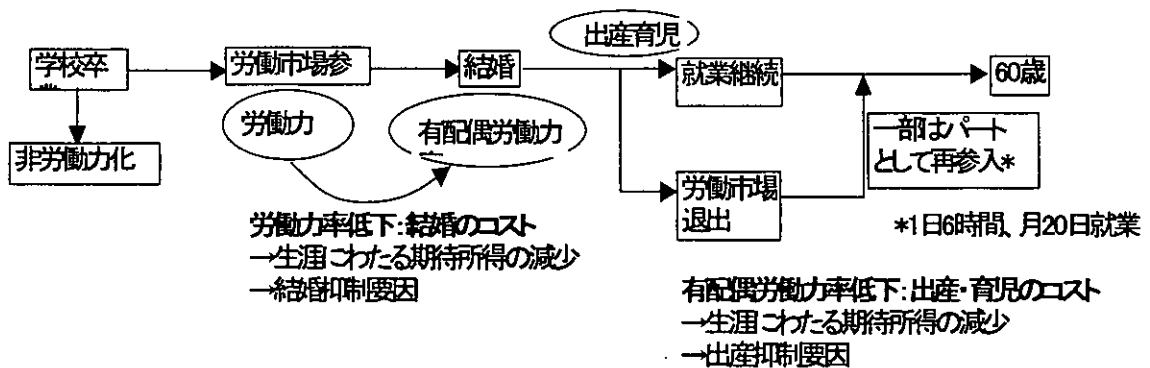 出産育児
学校卒
労働市場参
結婚
就業継続
60歳
労働力
有配偶労働力
非労働力化
一部はパート
として再参入*
労働市場
退出
*1日6時間、月20日就業
労働力率低下:結婚のコスト
→生涯にわたる期待所得の減少
→結婚抑制要因
有配偶労働力率低下:出産・育児のコスト
→生涯にわたる期待所得の減少
→出産抑制要因